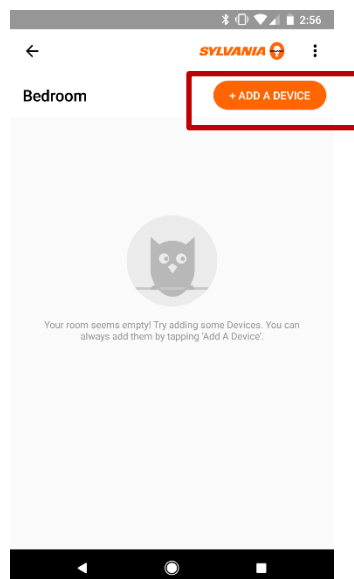 2:56
SYLVANIA
Bedroom
+ ADD A DEVICE
Your room seems empty! Try adding some Devices. You can
always add them by tapping 'Add A Device'.